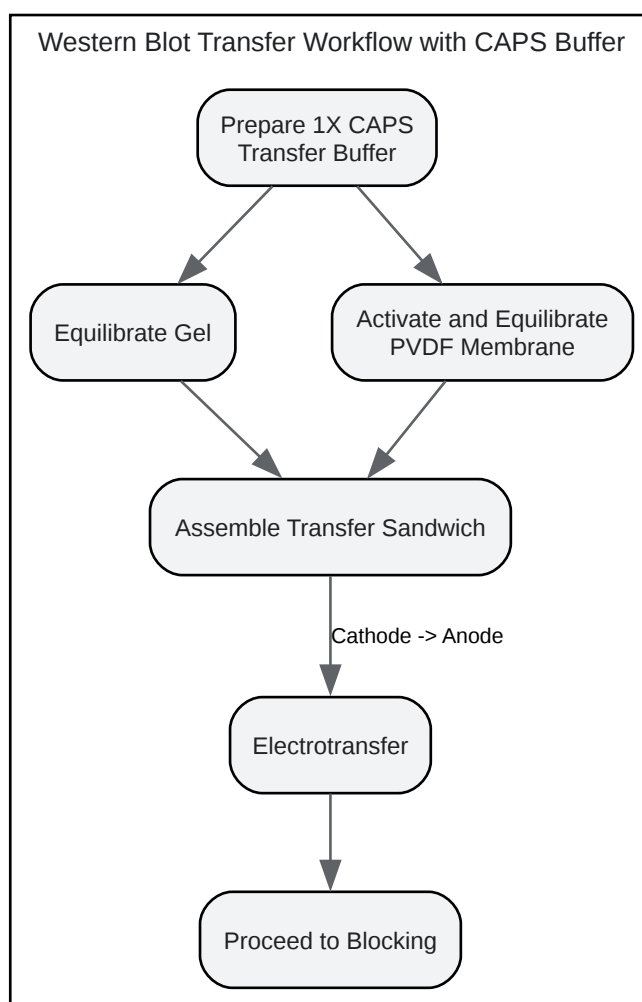 Western Blot Transfer Workflow with CAPS Buffer
Prepare 1X CAPS
Transfer Buffer
Equilibrate Gel
Activate and Equilibrate
PVDF Membrane
Assemble Transfer Sandwich
Cathode -> Anode
Electrotransfer
Proceed to Blocking